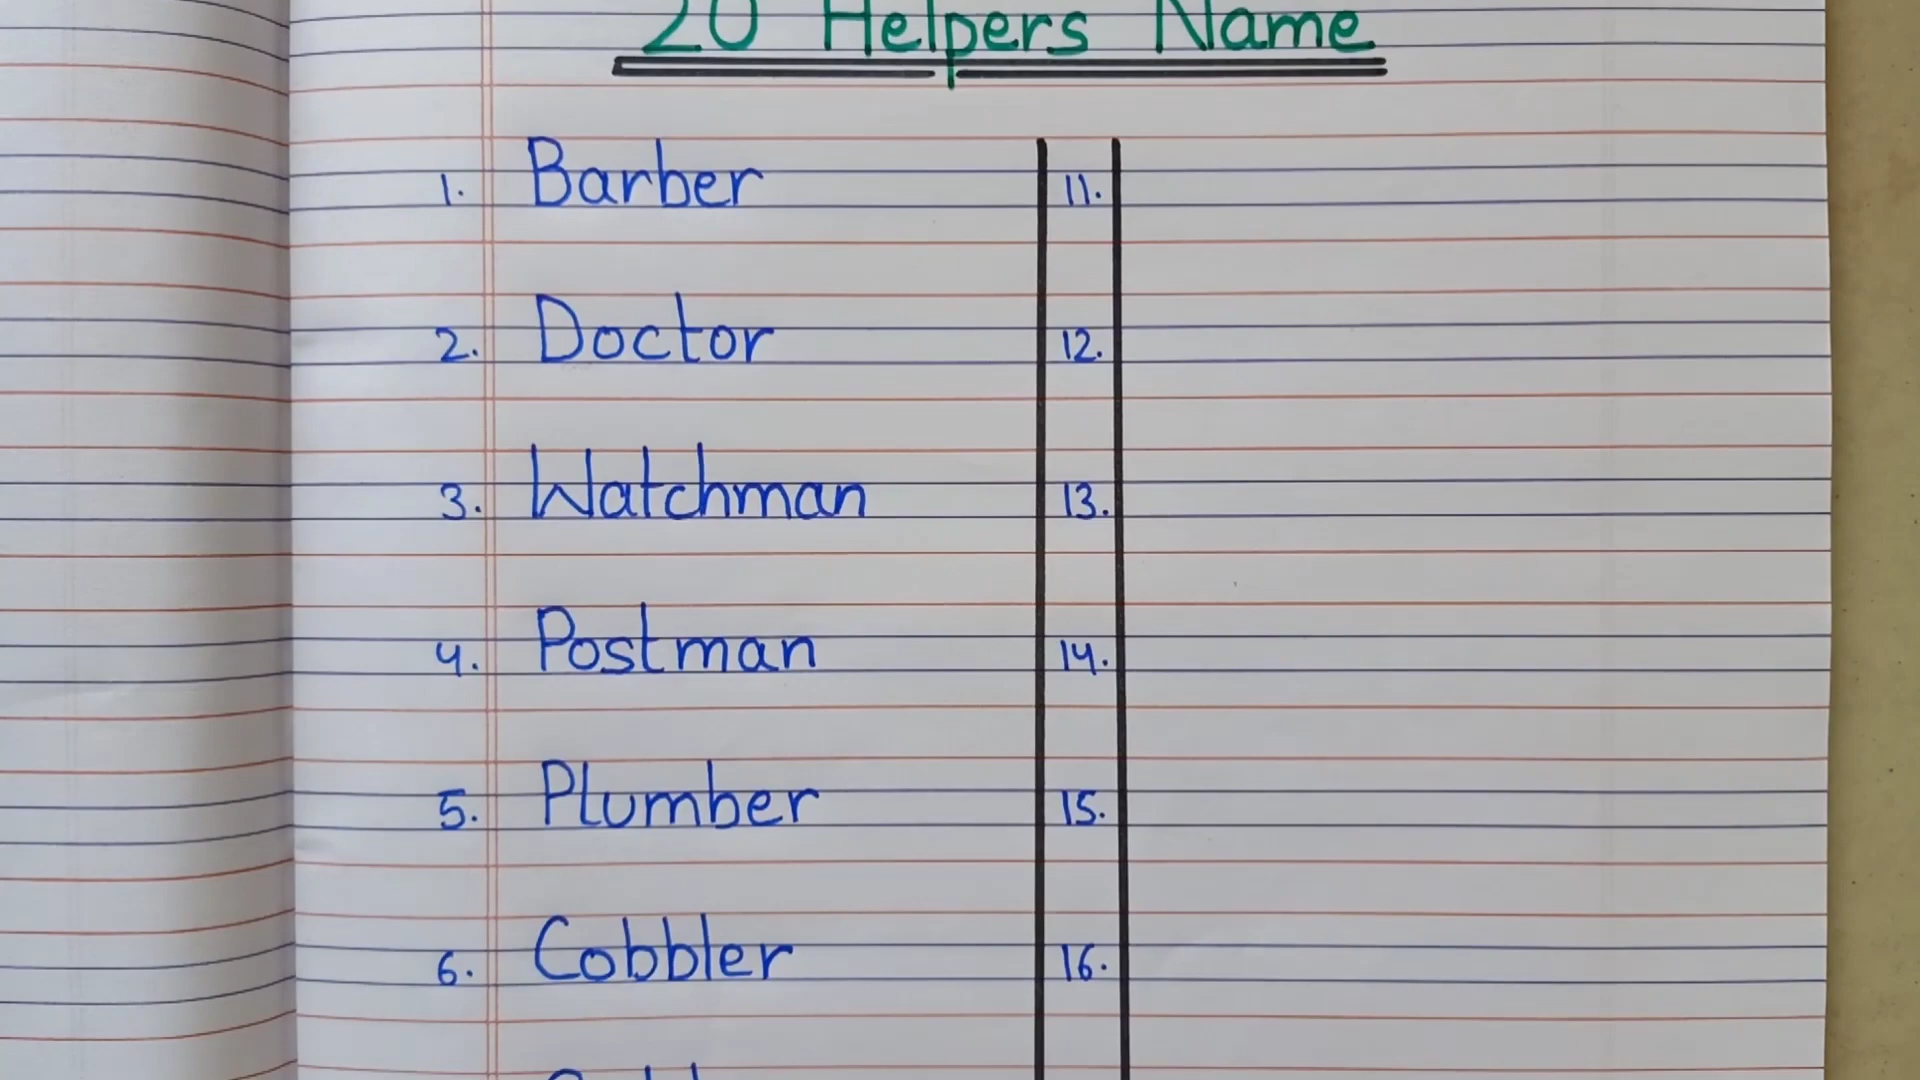 20 Helpers Name
1. Barber
2. Doctor
3. Watchman
4. Postman
5. Plumber
6. Cobbler
11.
12.
13.
14.
15.
16.